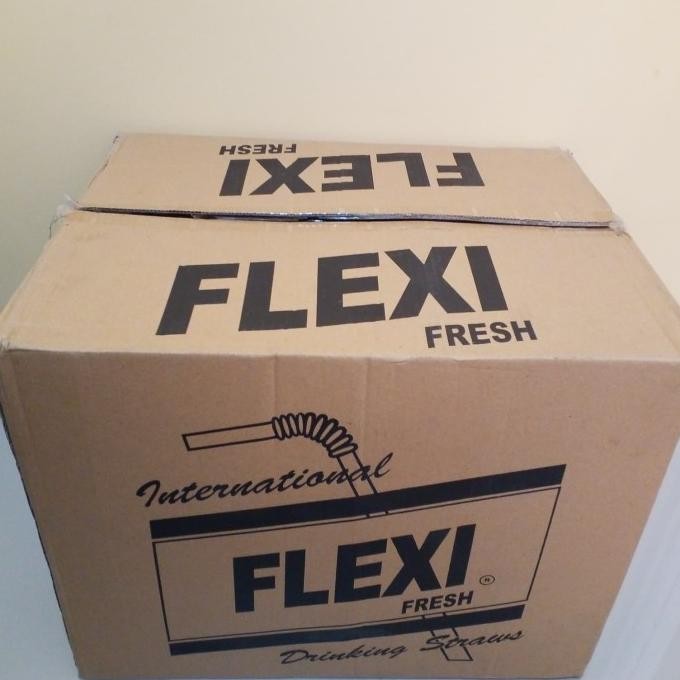 FLEXI
FRESH
FLEXI
FRESH
International
FLEXI ®
FRESH
Drinking Straws